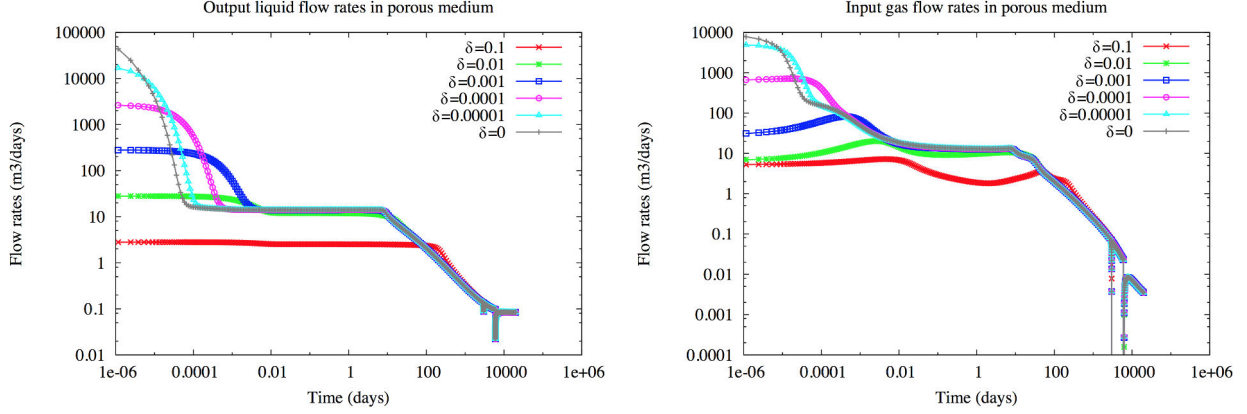 Output liquid flow rates in porous medium
Flow rates (m3/days)
100000
10000
1000
100
10
1
0.1
0.01
δ=0.1
δ=0.01
δ=0.001
δ=0.0001
δ=0.00001
δ=0
1e-06 0.0001 0.01 1 100 10000 1e+06
Time (days)
Input gas flow rates in porous medium
Flow rates (m3/days)
10000
1000
100
10
1
0.1
0.01
0.001
0.0001
δ=0.1
δ=0.01
δ=0.001
δ=0.0001
δ=0.00001
δ=0
1e-06 0.0001 0.01 1 100 10000 1e+06
Time (days)